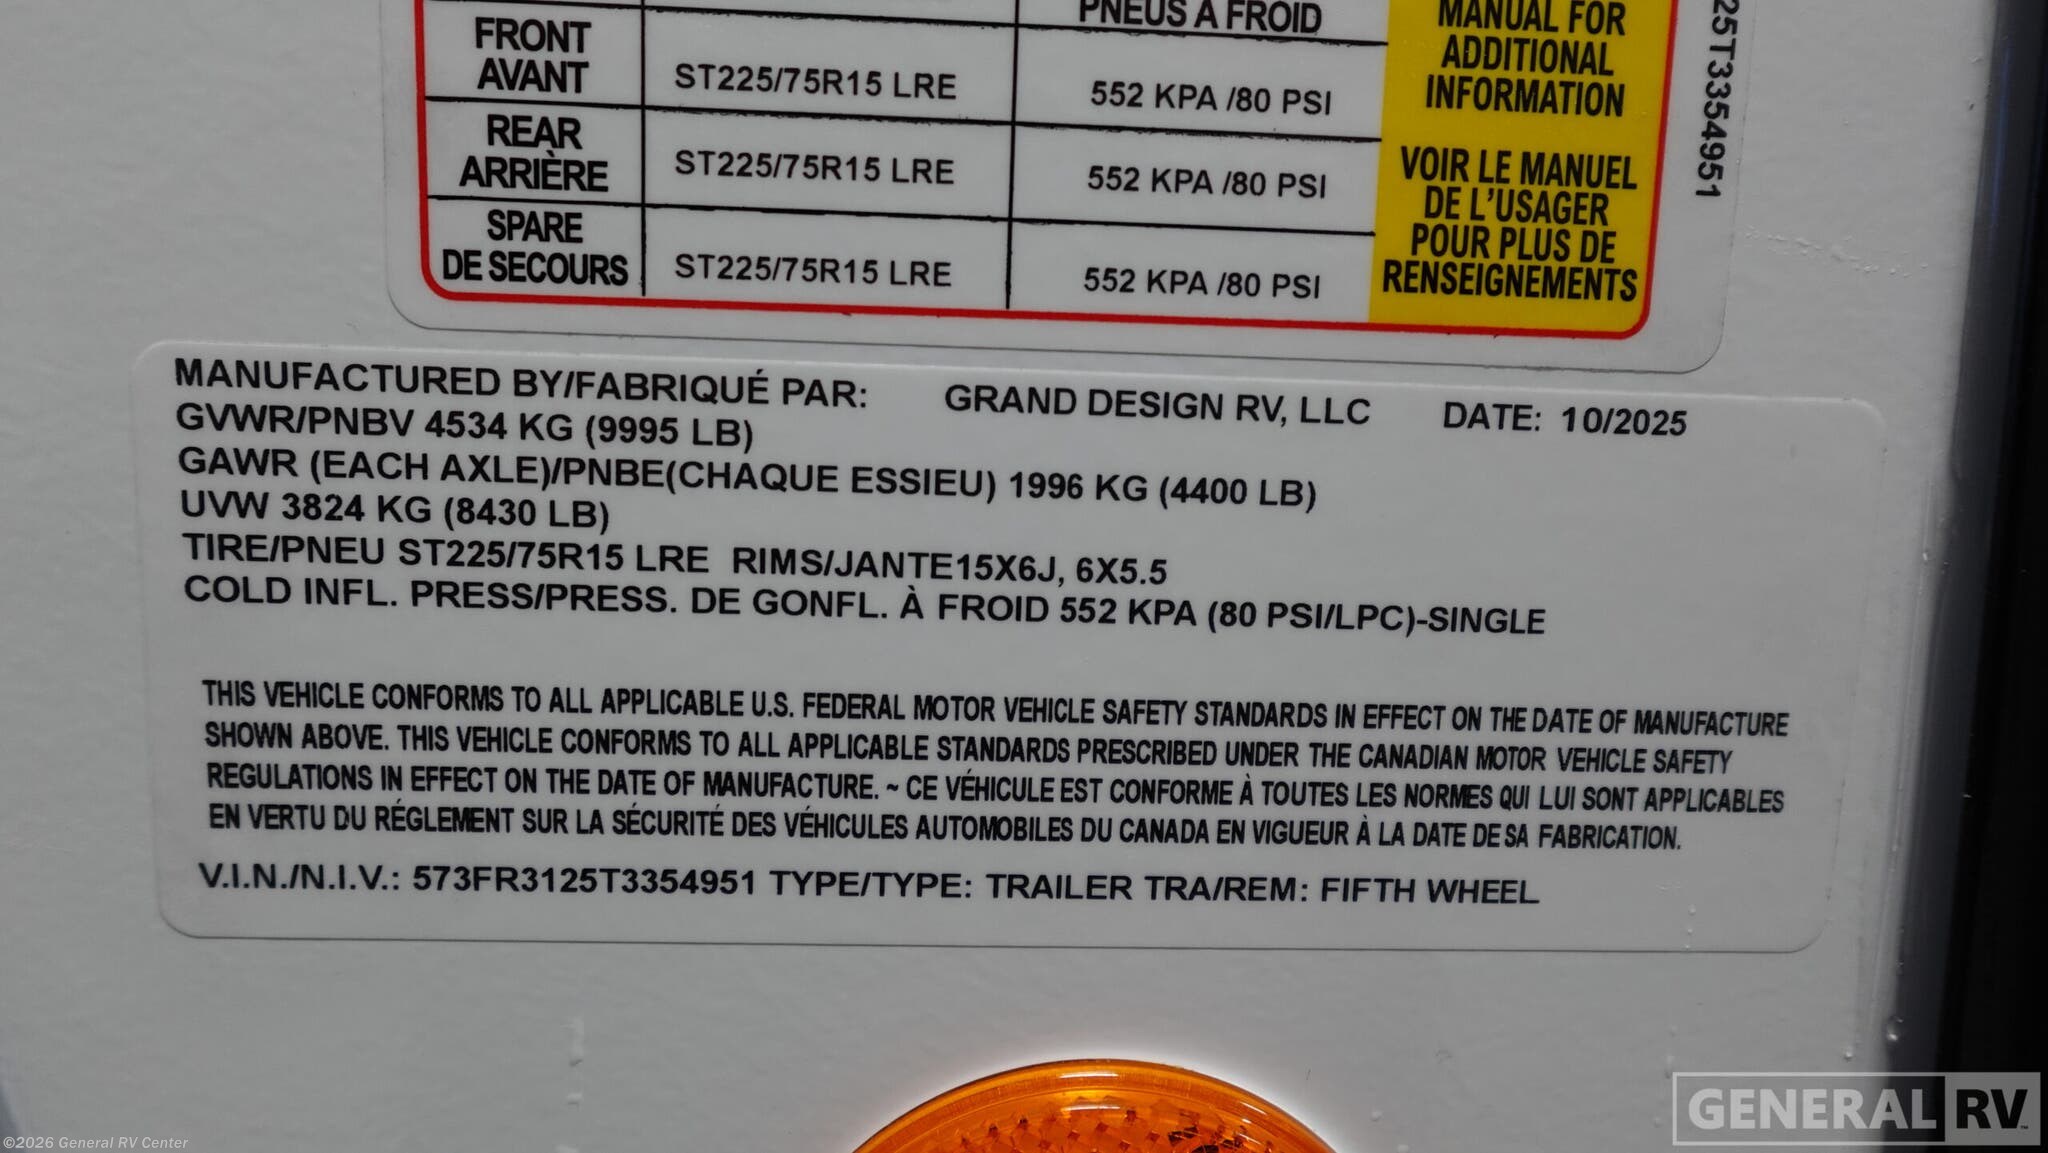 PNEUS À FROID
FRONT
AVANT
ST225/75R15 LRE
552 KPA /80 PSI
REAR
ARRIÈRE
ST225/75R15 LRE
552 KPA /80 PSI
SPARE
DE SECOURS
ST225/75R15 LRE
552 KPA /80 PSI
MANUAL FOR
ADDITIONAL
INFORMATION
VOIR LE MANUEL
DE L'USAGER
POUR PLUS DE
RENSEIGNEMENTS
25T3354951
MANUFACTURED BY/FABRIQUÉ PAR: GRAND DESIGN RV, LLC DATE: 10/2025
GVWR/PNBV 4534 KG (9995 LB)
GAWR (EACH AXLE)/PNBE(CHAQUE ESSIEU) 1996 KG (4400 LB)
UVW 3824 KG (8430 LB)
TIRE/PNEU ST225/75R15 LRE RIMS/JANTE15X6J, 6X5.5
COLD INFL. PRESS/PRESS. DE GONFL. À FROID 552 KPA (80 PSI/LPC)-SINGLE
THIS VEHICLE CONFORMS TO ALL APPLICABLE U.S. FEDERAL MOTOR VEHICLE SAFETY STANDARDS IN EFFECT ON THE DATE OF MANUFACTURE
SHOWN ABOVE. THIS VEHICLE CONFORMS TO ALL APPLICABLE STANDARDS PRESCRIBED UNDER THE CANADIAN MOTOR VEHICLE SAFETY
REGULATIONS IN EFFECT ON THE DATE OF MANUFACTURE. ~ CE VÉHICULE EST CONFORME À TOUTES LES NORMES QUI LUI SONT APPLICABLES
EN VERTU DU RÉGLEMENT SUR LA SÉCURITÉ DES VÉHICULES AUTOMOBILES DU CANADA EN VIGUEUR À LA DATE DE SA FABRICATION.
V.I.N./N.I.V.: 573FR3125T3354951 TYPE/TYPE: TRAILER TRA/REM: FIFTH WHEEL
GENERAL RV
©2026 General RV Center